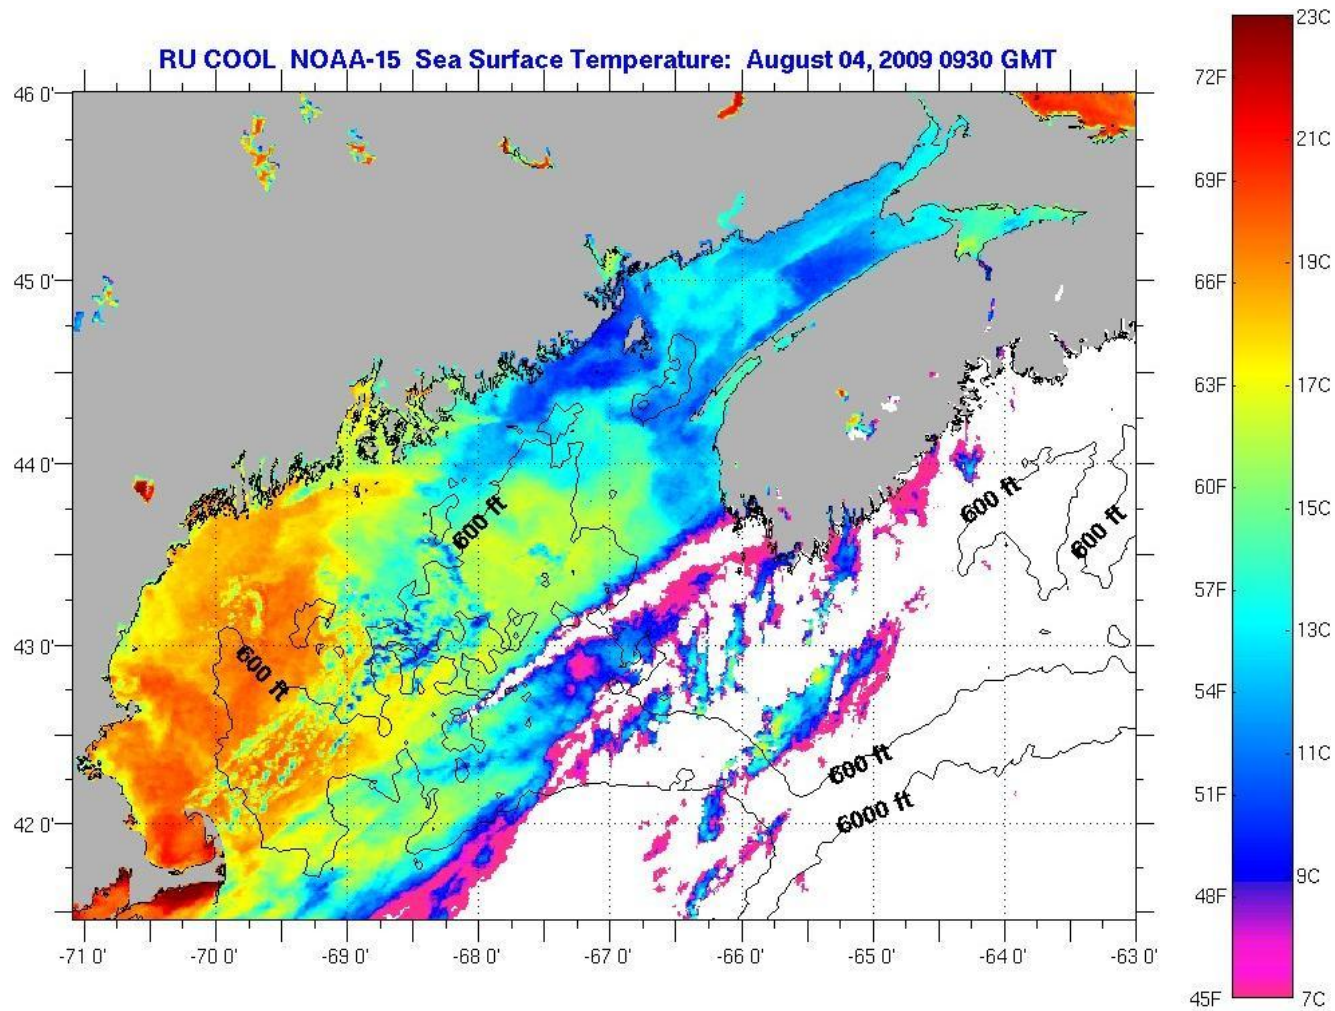 RU COOL NOAA-15 Sea Surface Temperature: August 04, 2009 0930 GMT
23C
72F
21C
69F
19C
66F
17C
63F
15C
60F
13C
57F
54F
11C
51F
9C
48F
45F
7C
46 0'
45 0'
44 0'
43 0'
42 0'
600 ft
600 ft
600 ft
600 ft
600 ft
6000 ft
-71 0' -70 0' -69 0' -68 0' -67 0' -66 0' -65 0' -64 0' -63 0'